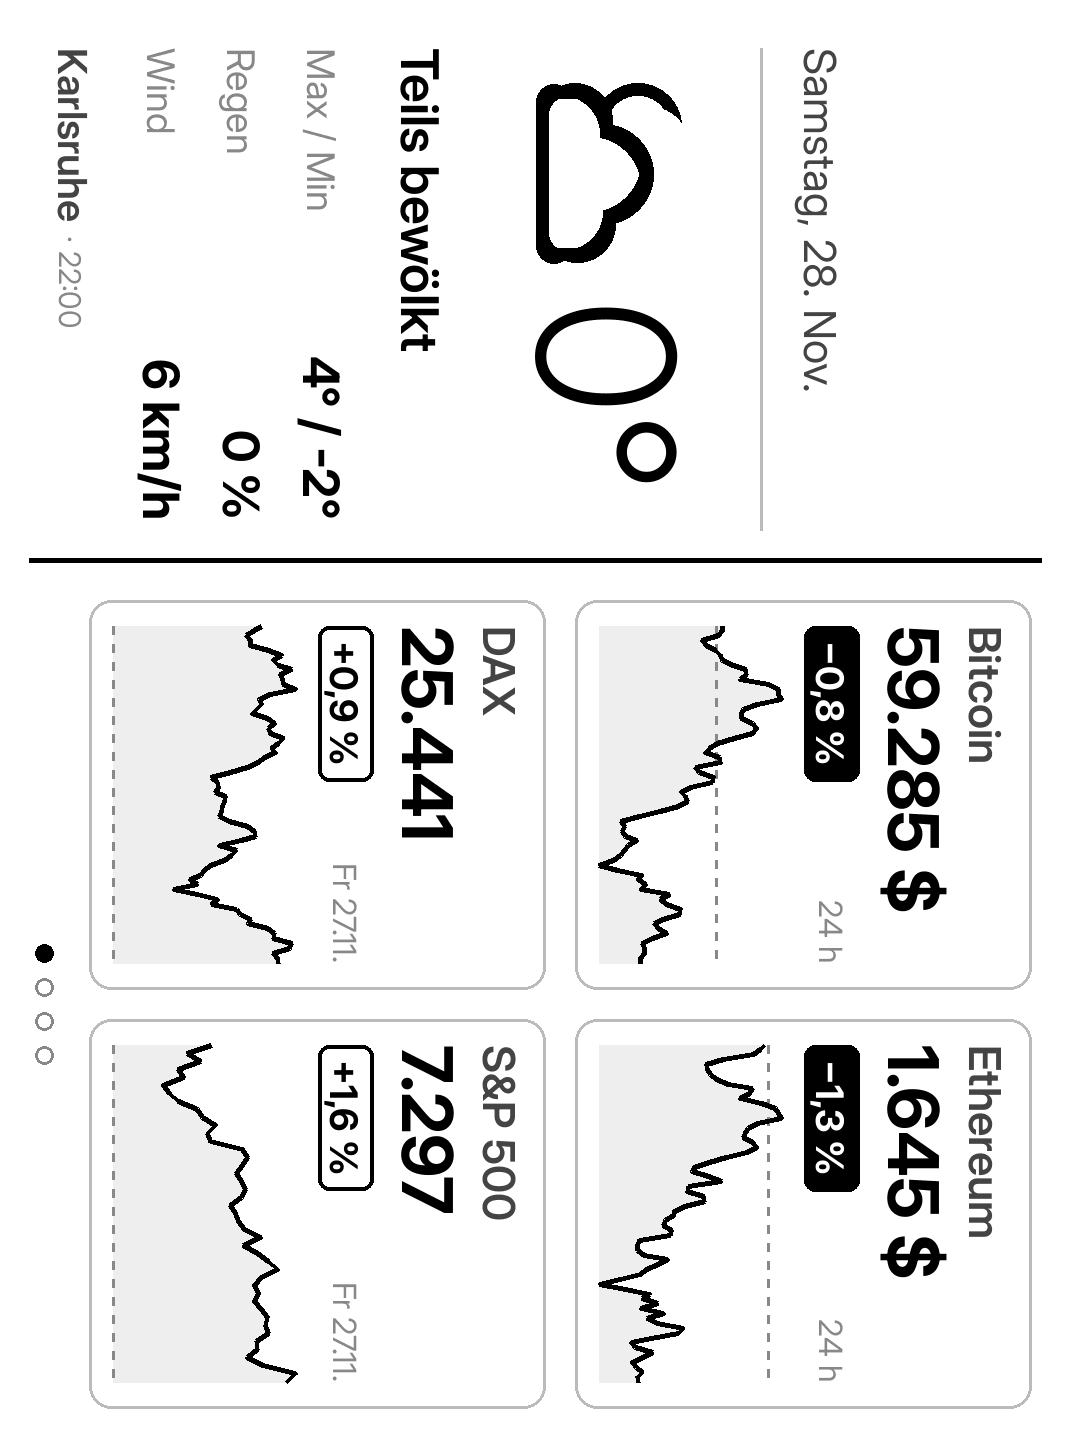 Samstag, 28. Nov.
0°
Teils bewölkt
Max / Min 4° / -2°
Regen 0 %
Wind 6 km/h
Karlsruhe · 22:00
Bitcoin
59.285 $
−0,8 % 24 h
Ethereum
1.645 $
−1,3 % 24 h
DAX
25.441
+0,9 % Fr 27.11.
S&P 500
7.297
+1,6 % Fr 27.11.